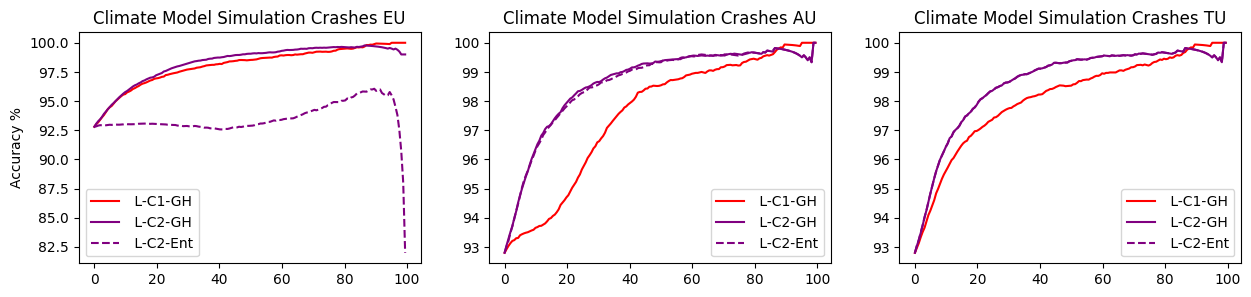 Climate Model Simulation Crashes EU
Accuracy %
100.0
97.5
95.0
92.5
90.0
87.5
85.0
82.5
L-C1-GH
L-C2-GH
L-C2-Ent
0 20 40 60 80 100
Climate Model Simulation Crashes AU
100
99
98
97
96
95
94
93
L-C1-GH
L-C2-GH
L-C2-Ent
0 20 40 60 80 100
Climate Model Simulation Crashes TU
100
99
98
97
96
95
94
93
L-C1-GH
L-C2-GH
L-C2-Ent
0 20 40 60 80 100